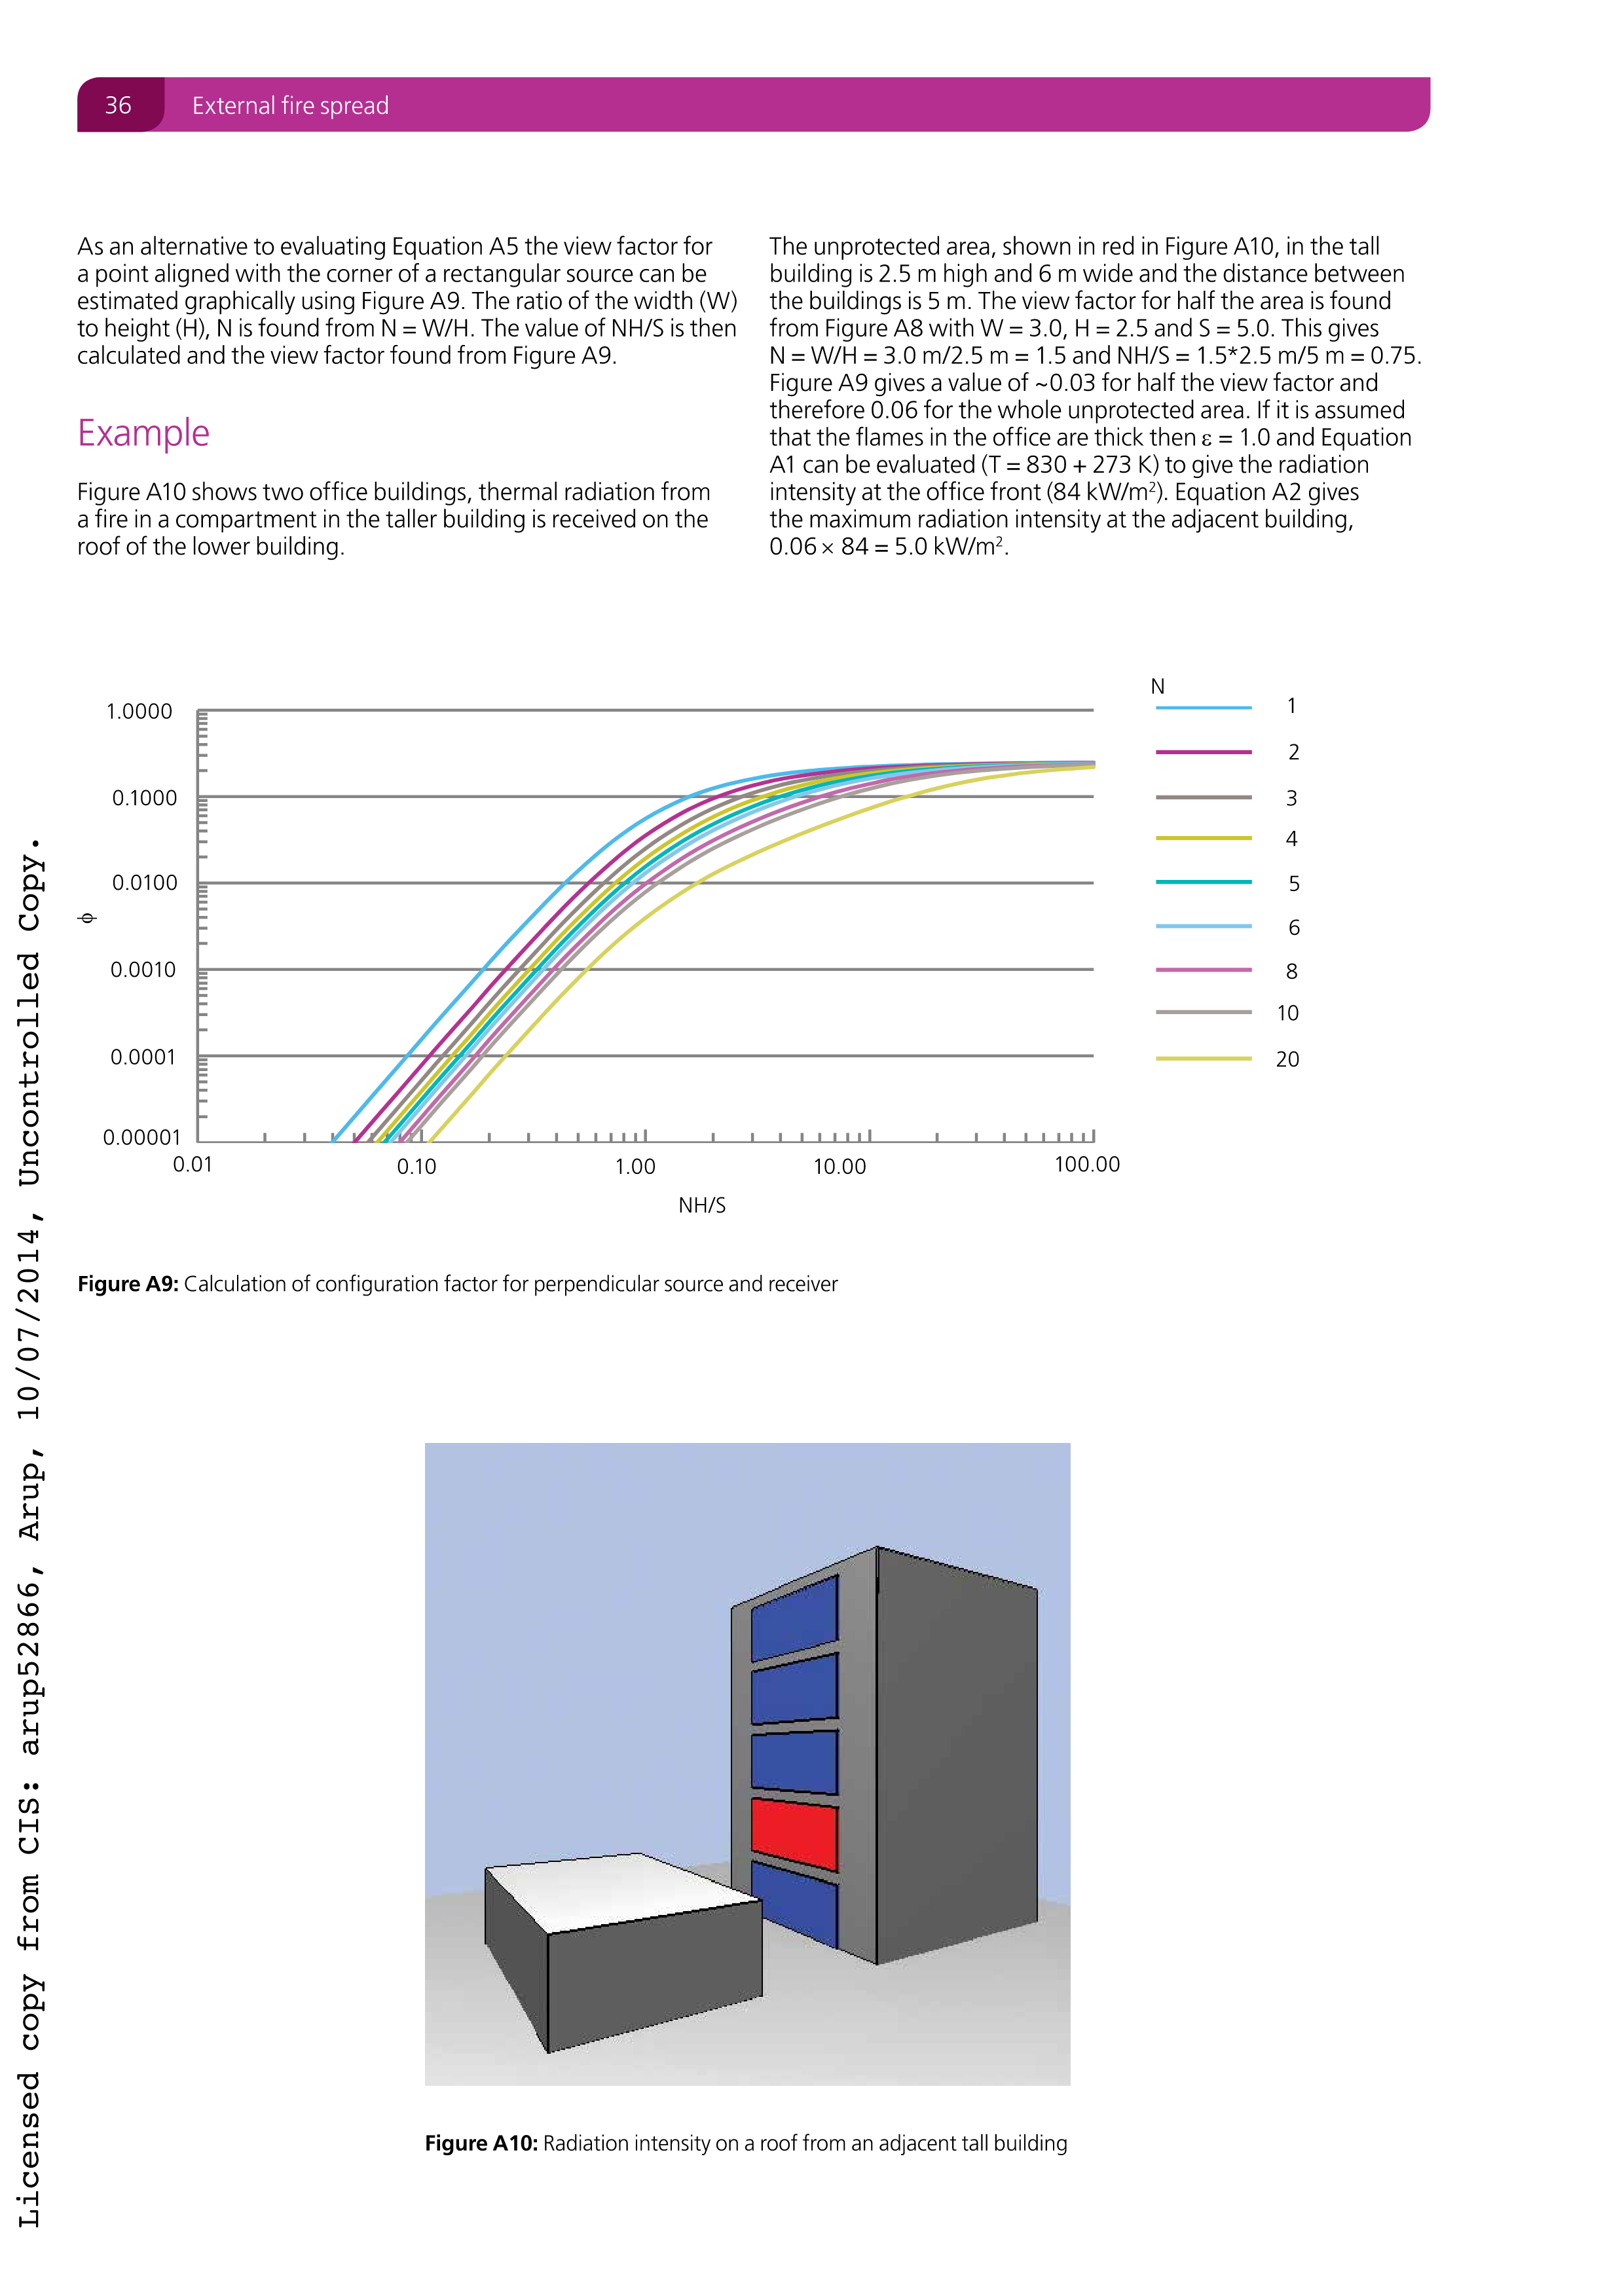 36
External fire spread
As an alternative to evaluating Equation A5 the view factor for
a point aligned with the corner of a rectangular source can be
estimated graphically using Figure A9. The ratio of the width (W)
to height (H), N is found from N = W/H. The value of NH/S is then
calculated and the view factor found from Figure A9.
Example
Figure A10 shows two office buildings, thermal radiation from
a fire in a compartment in the taller building is received on the
roof of the lower building.
The unprotected area, shown in red in Figure A10, in the tall
building is 2.5 m high and 6 m wide and the distance between
the buildings is 5 m. The view factor for half the area is found
from Figure A8 with W = 3.0, H = 2.5 and S = 5.0. This gives
N = W/H = 3.0 m/2.5 m = 1.5 and NH/S = 1.5*2.5 m/5 m = 0.75.
Figure A9 gives a value of ~0.03 for half the view factor and
therefore 0.06 for the whole unprotected area. If it is assumed
that the flames in the office are thick then ε = 1.0 and Equation
A1 can be evaluated (T = 830 + 273 K) to give the radiation
intensity at the office front (84 kW/m²). Equation A2 gives
the maximum radiation intensity at the adjacent building,
0.06 × 84 = 5.0 kW/m².
1.0000
0.1000
0.0100
0.0010
0.0001
0.00001
ϕ
0.01
0.10
1.00
10.00
100.00
NH/S
N
1
2
3
4
5
6
8
10
20
Figure A9: Calculation of configuration factor for perpendicular source and receiver
Figure A10: Radiation intensity on a roof from an adjacent tall building
Licensed copy from CIS: arup52866, Arup, 10/07/2014, Uncontrolled Copy.